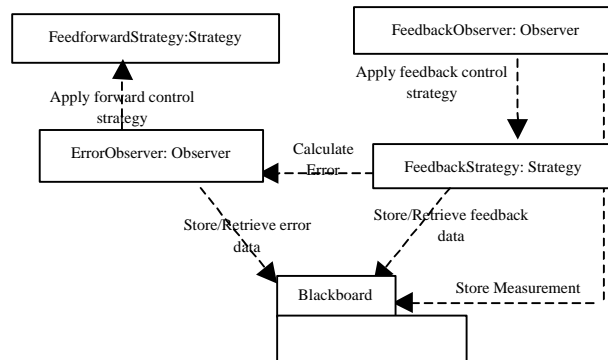 FeedforwardStrategy:Strategy
FeedbackObserver: Observer
Apply forward control
strategy
Apply feedback control
strategy
ErrorObserver: Observer
Calculate
Error
FeedbackStrategy: Strategy
Store/Retrieve error
data
Store/Retrieve feedback
data
Blackboard
Store Measurement